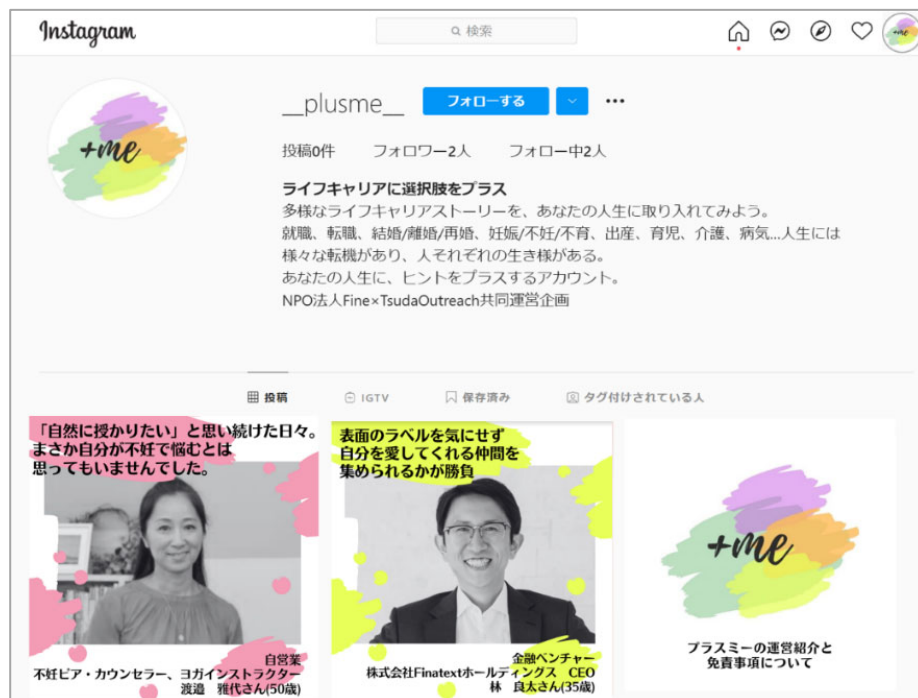 Instagram
検索
+me
__plusme__
フォローする
投稿0件 フォロワー2人 フォロー中2人
ライフキャリアに選択肢をプラス
多様なライフキャリアストーリーを、あなたの人生に取り入れてみよう。
就職、転職、結婚/離婚/再婚、妊娠/不妊/不育、出産、育児、介護、病気...人生には
様々な転機があり、人それぞれの生き様がある。
あなたの人生に、ヒントをプラスするアカウント。
NPO法人Fine×TsudaOutreach共同運営企画
投稿 IGTV 保存済み タグ付けされている人
「自然に授かりたい」と思い続けた日々。
まさか自分が不妊で悩むとは
思ってもいませんでした。
自営業
不妊ピア・カウンセラー、ヨガインストラクター
渡邉 雅代さん(50歳)
表面のラベルを気にせず
自分を愛してくれる仲間を
集められるかが勝負
金融ベンチャー
株式会社Finatextホールディングス CEO
林 良太さん(35歳)
+me
プラスミーの運営紹介と
免責事項について